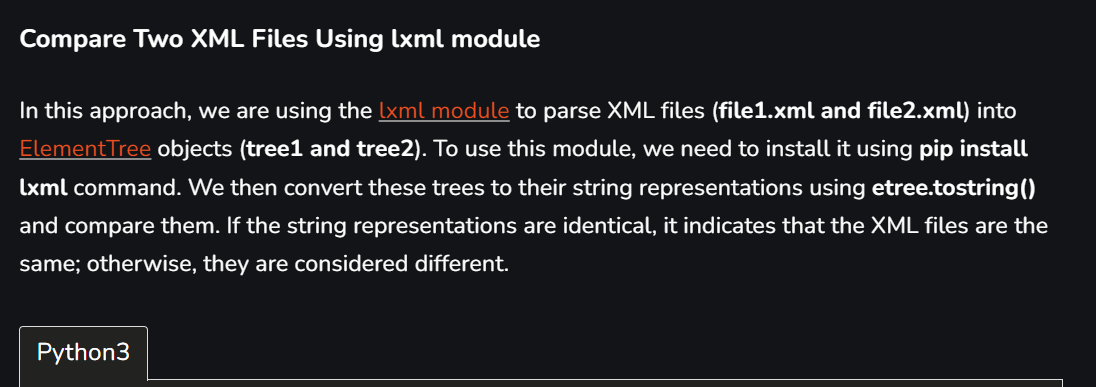 Compare Two XML Files Using lxml module
In this approach, we are using the lxml module to parse XML files (file1.xml and file2.xml) into
ElementTree objects (tree1 and tree2). To use this module, we need to install it using pip install
lxml command. We then convert these trees to their string representations using etree.tostring()
and compare them. If the string representations are identical, it indicates that the XML files are the
same; otherwise, they are considered different.
Python3